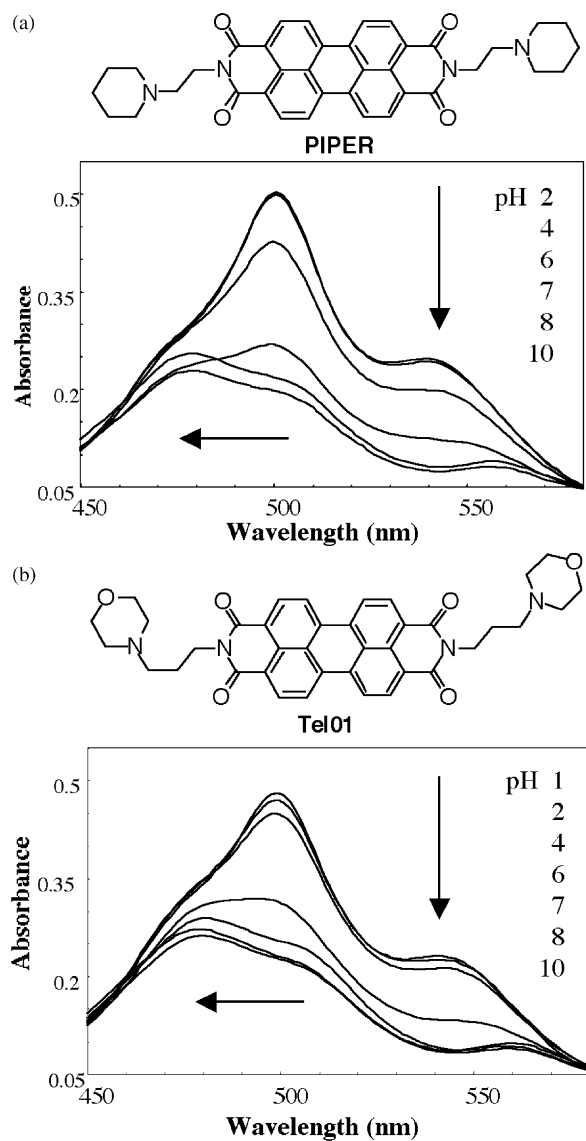 (a)
O
O
N
N
N
N
O
O
PIPER
pH 2
4
6
7
8
10
0.5
0.35
0.2
0.05
Absorbance
450
500
550
Wavelength (nm)
(b)
O
O
O
O
N
N
N
N
O
O
Tel01
pH 1
2
4
6
7
8
10
0.5
0.35
0.2
0.05
Absorbance
450
500
550
Wavelength (nm)